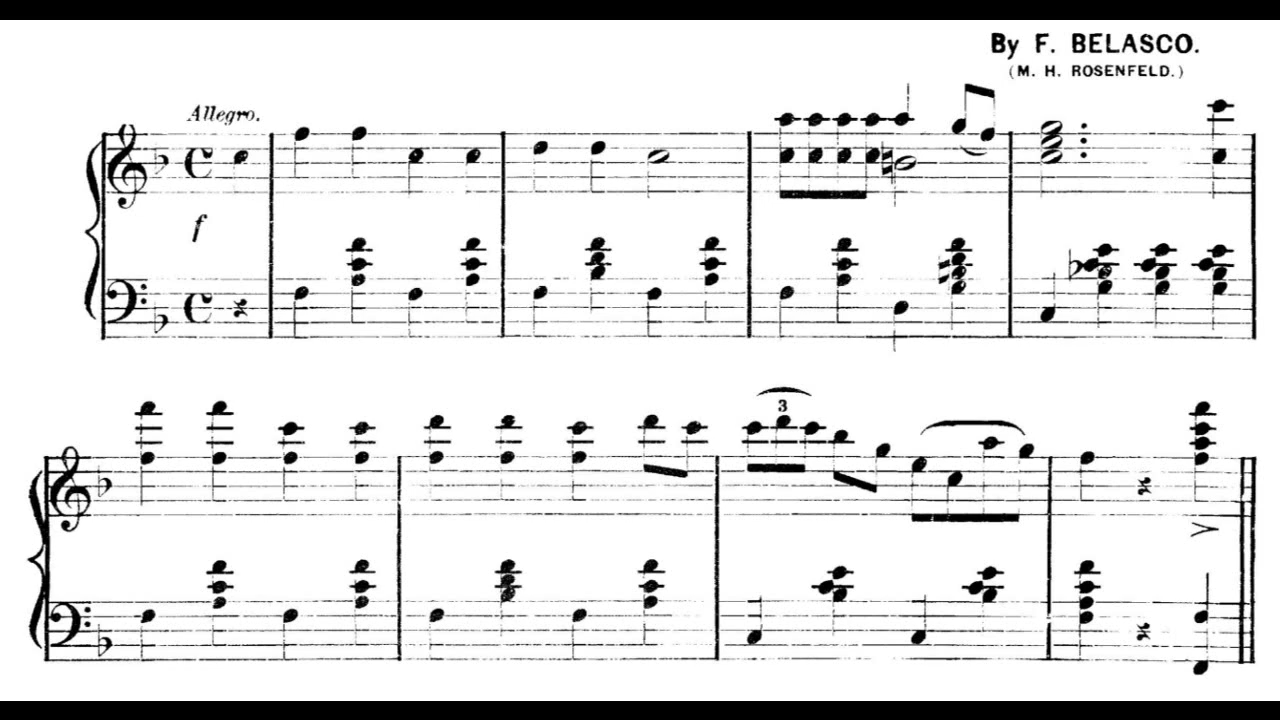 By F. BELASCO.
(M. H. ROSENFELD.)
Allegro.
f
3